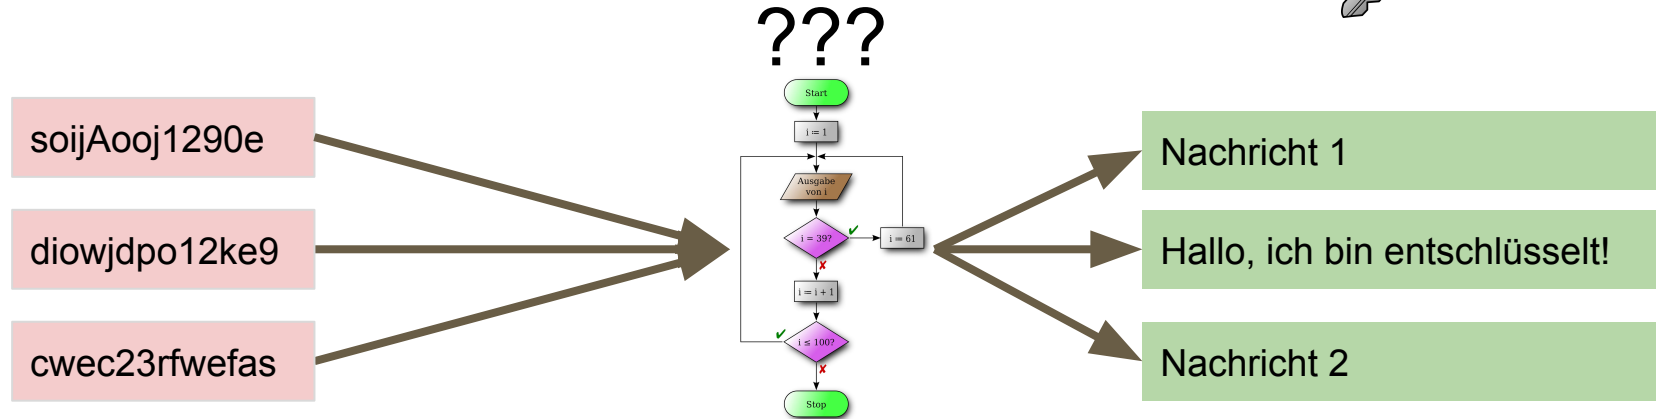 ???
soijAooj1290e
diowjdpo12ke9
cwec23rfwefas
Start
i = 1
Ausgabe
von i
i = 39?
i = 61
i = i + 1
i ≤ 100?
Stop
Nachricht 1
Hallo, ich bin entschlüsselt!
Nachricht 2